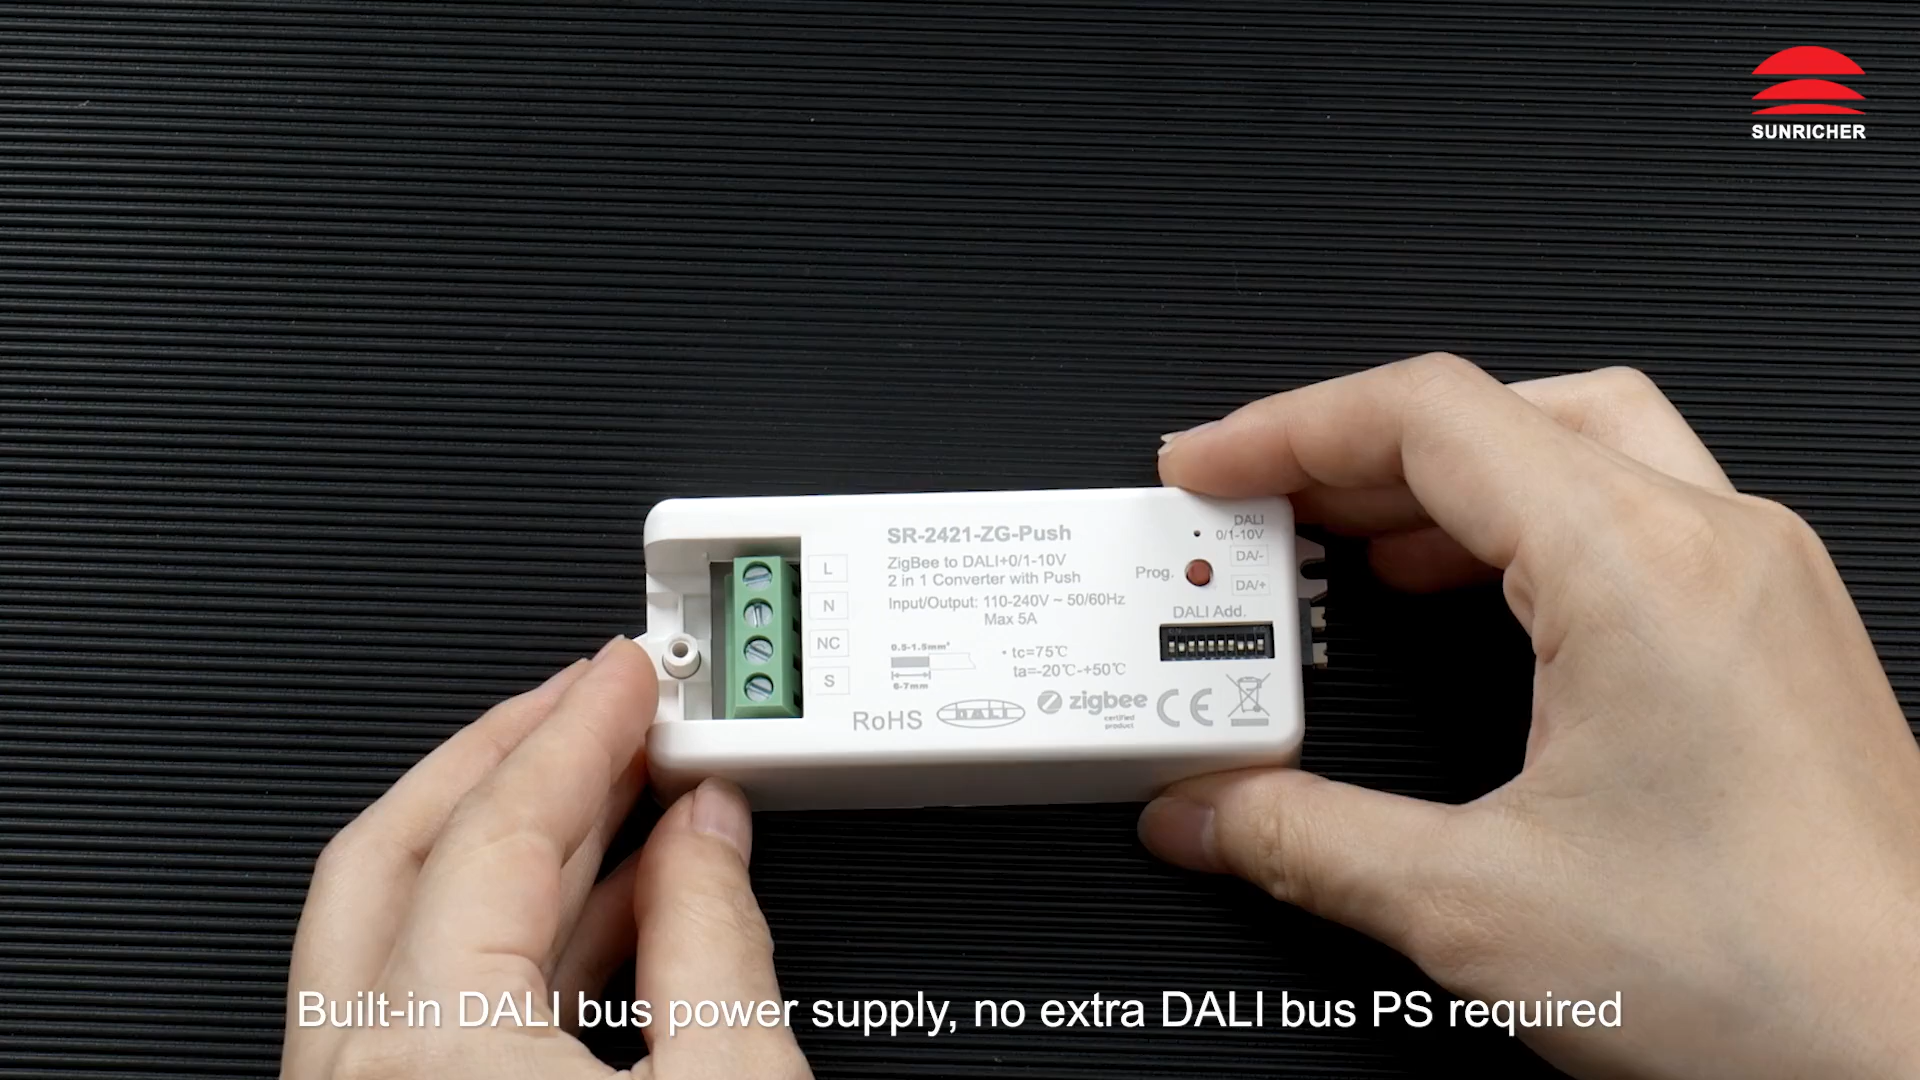 SUNRICHER
SR-2421-ZG-Push
ZigBee to DALI+0/1-10V
2 in 1 Converter with Push
Input/Output: 110-240V ~ 50/60Hz
Max 5A
L
N
NC
S
0.5-1.5mm²
6-7mm
• tc=75℃
ta=-20℃-+50℃
DALI
0/1-10V
DA/-
DA/+
Prog.
DALI Add.
RoHS
DALI
zigbee
certified
product
CE
Built-in DALI bus power supply, no extra DALI bus PS required